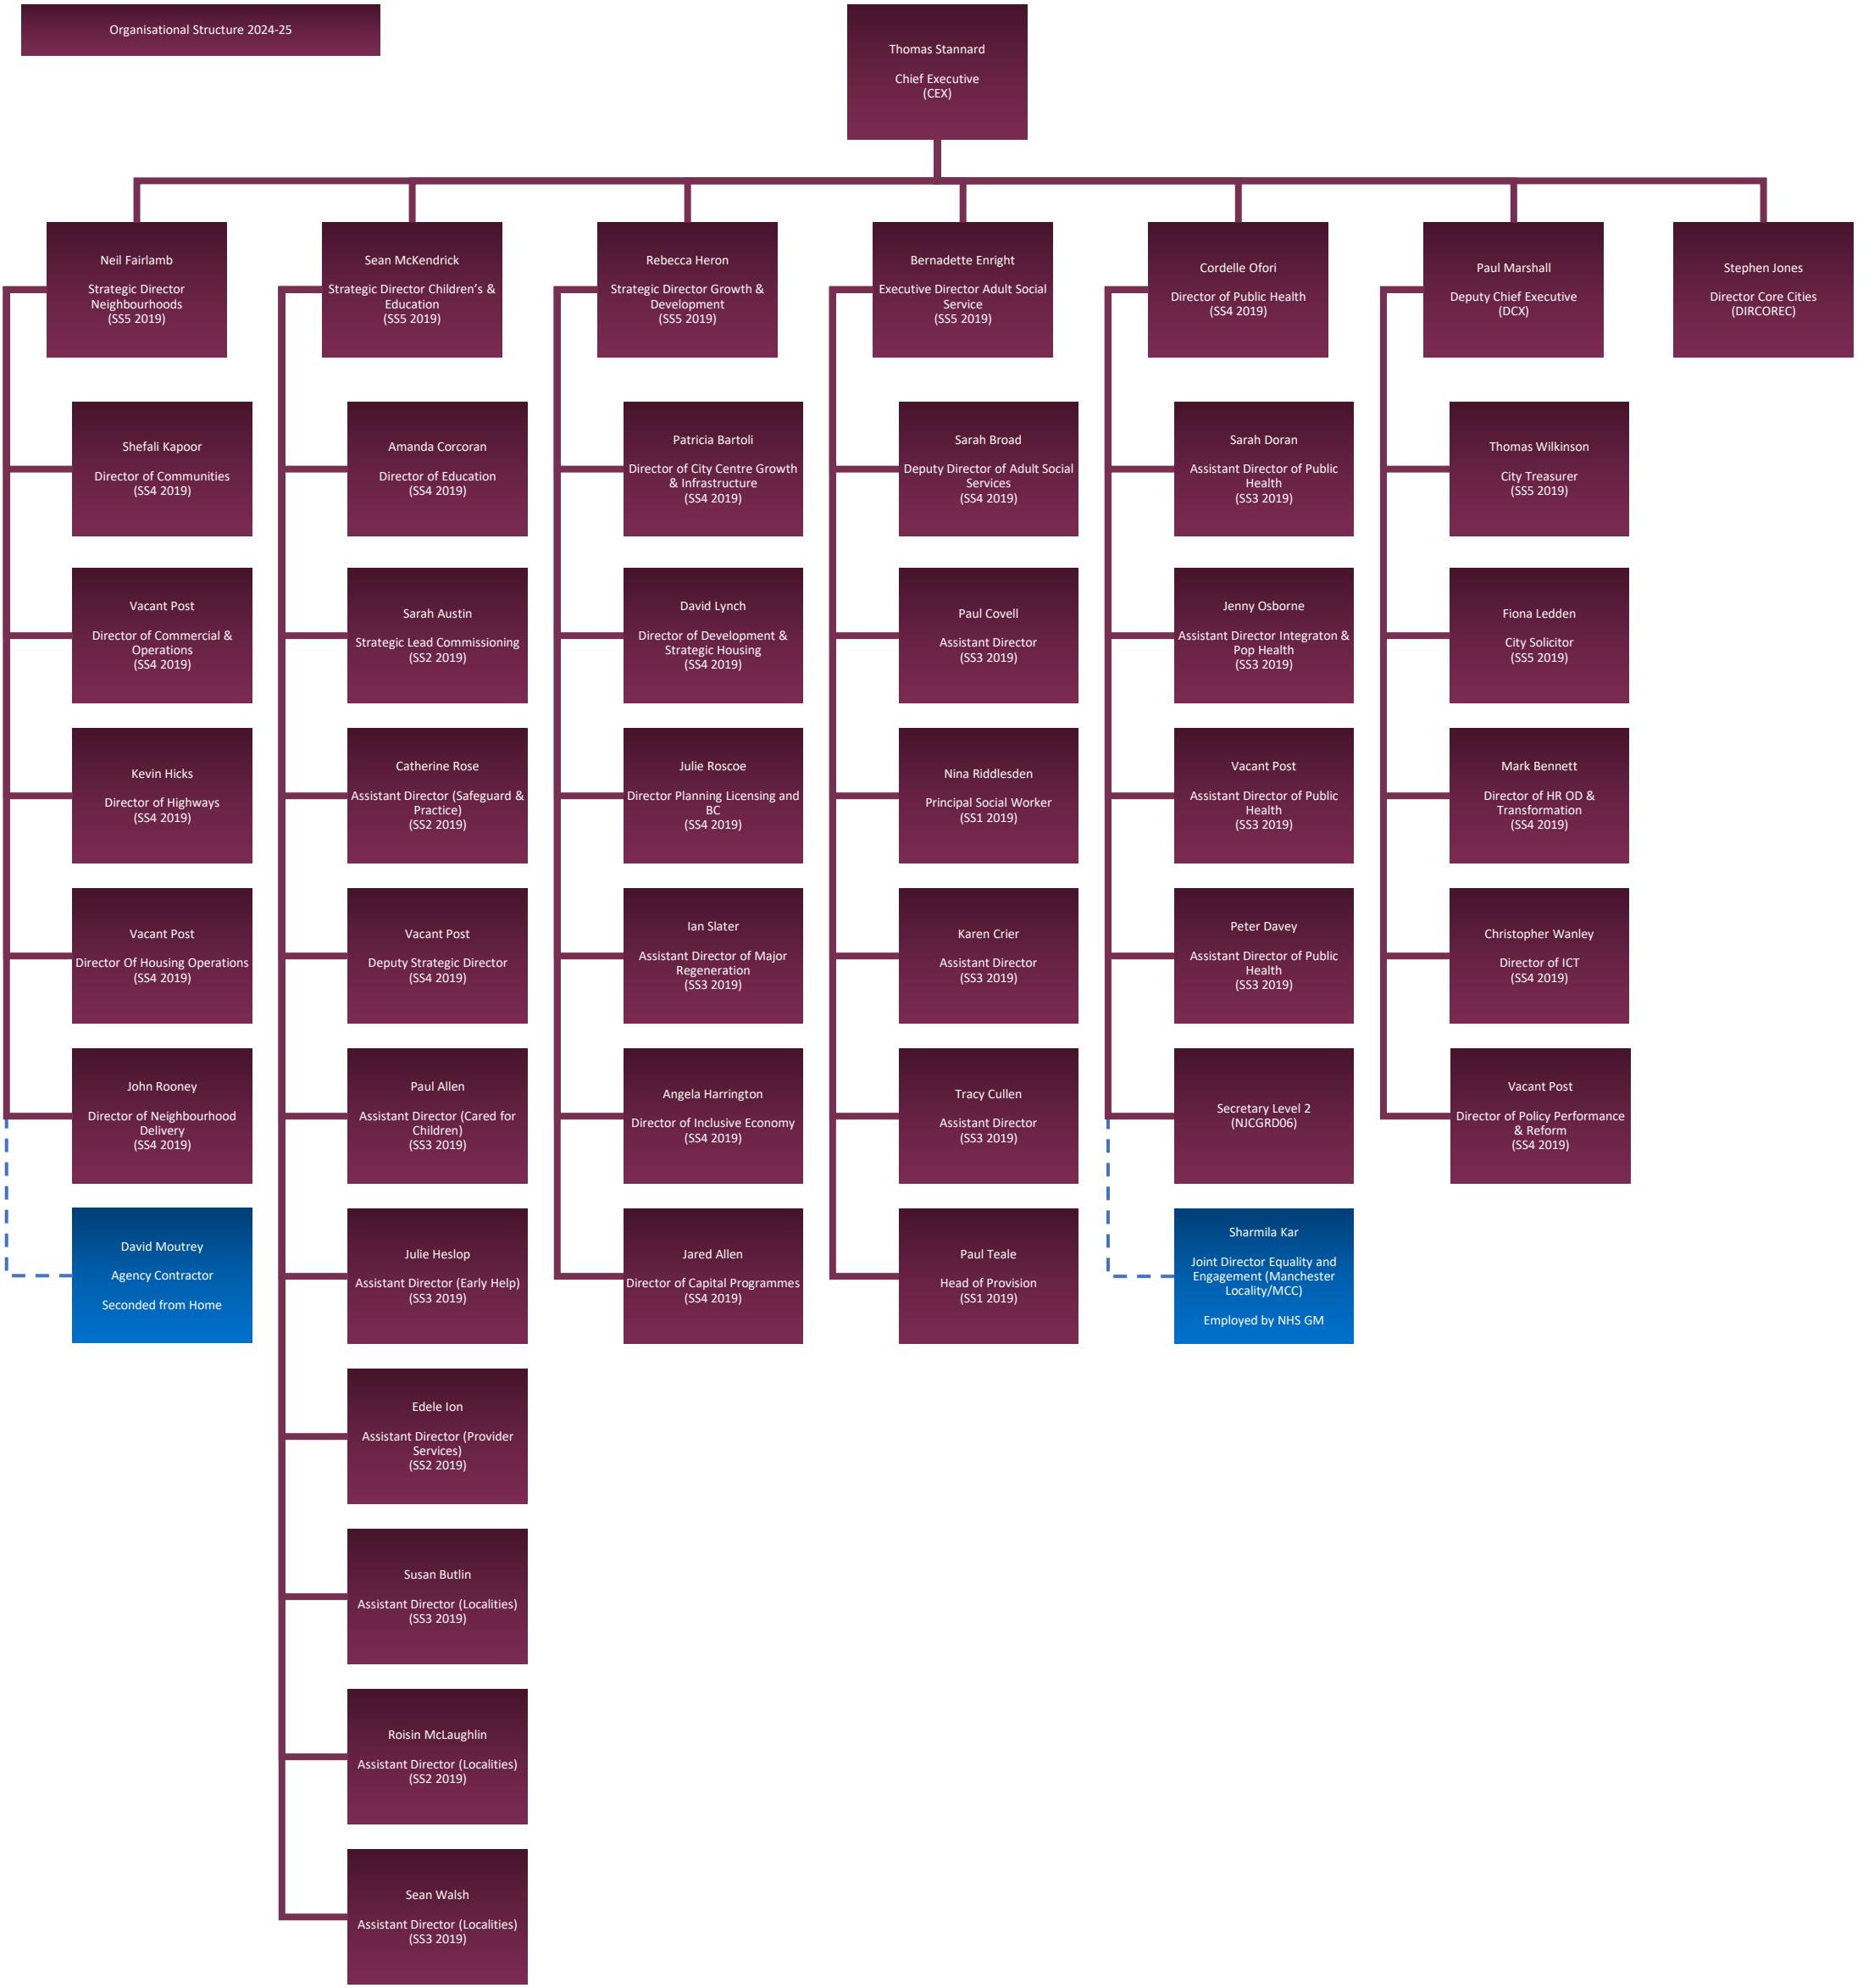 Organisational Structure 2024-25
Thomas Stannard
Chief Executive
(CEX)
Neil Fairlamb
Strategic Director
Neighbourhoods
(SS5 2019)
Shefali Kapoor
Director of Communities
(SS4 2019)
Vacant Post
Director of Commercial &
Operations
(SS4 2019)
Kevin Hicks
Director of Highways
(SS4 2019)
Vacant Post
Director Of Housing Operations
(SS4 2019)
John Rooney
Director of Neighbourhood
Delivery
(SS4 2019)
David Moutrey
Agency Contractor
Seconded from Home
Sean McKendrick
Strategic Director Children's &
Education
(SS5 2019)
Amanda Corcoran
Director of Education
(SS4 2019)
Sarah Austin
Strategic Lead Commissioning
(SS2 2019)
Catherine Rose
Assistant Director (Safeguard &
Practice)
(SS2 2019)
Vacant Post
Deputy Strategic Director
(SS4 2019)
Paul Allen
Assistant Director (Cared for
Children)
(SS3 2019)
Julie Heslop
Assistant Director (Early Help)
(SS3 2019)
Edele Ion
Assistant Director (Provider
Services)
(SS2 2019)
Susan Butlin
Assistant Director (Localities)
(SS3 2019)
Roisin McLaughlin
Assistant Director (Localities)
(SS2 2019)
Sean Walsh
Assistant Director (Localities)
(SS3 2019)
Rebecca Heron
Strategic Director Growth &
Development
(SS5 2019)
Patricia Bartoli
Director of City Centre Growth
& Infrastructure
(SS4 2019)
David Lynch
Director of Development &
Strategic Housing
(SS4 2019)
Julie Roscoe
Director Planning Licensing and
BC
(SS4 2019)
Ian Slater
Assistant Director of Major
Regeneration
(SS3 2019)
Angela Harrington
Director of Inclusive Economy
(SS4 2019)
Jared Allen
Director of Capital Programmes
(SS4 2019)
Bernadette Enright
Executive Director Adult Social
Service
(SS5 2019)
Sarah Broad
Deputy Director of Adult Social
Services
(SS4 2019)
Paul Covell
Assistant Director
(SS3 2019)
Nina Riddlesden
Principal Social Worker
(SS1 2019)
Karen Crier
Assistant Director
(SS3 2019)
Tracy Cullen
Assistant Director
(SS3 2019)
Paul Teale
Head of Provision
(SS1 2019)
Cordelle Ofori
Director of Public Health
(SS4 2019)
Sarah Doran
Assistant Director of Public
Health
(SS3 2019)
Jenny Osborne
Assistant Director Integraton &
Pop Health
(SS3 2019)
Vacant Post
Assistant Director of Public
Health
(SS3 2019)
Peter Davey
Assistant Director of Public
Health
(SS3 2019)
Secretary Level 2
(NJCGRD06)
Sharmila Kar
Joint Director Equality and
Engagement (Manchester
Locality/MCC)
Employed by NHS GM
Paul Marshall
Deputy Chief Executive
(DCX)
Thomas Wilkinson
City Treasurer
(SS5 2019)
Fiona Ledden
City Solicitor
(SS5 2019)
Mark Bennett
Director of HR OD &
Transformation
(SS4 2019)
Christopher Wanley
Director of ICT
(SS4 2019)
Vacant Post
Director of Policy Performance
& Reform
(SS4 2019)
Stephen Jones
Director Core Cities
(DIRCOREC)